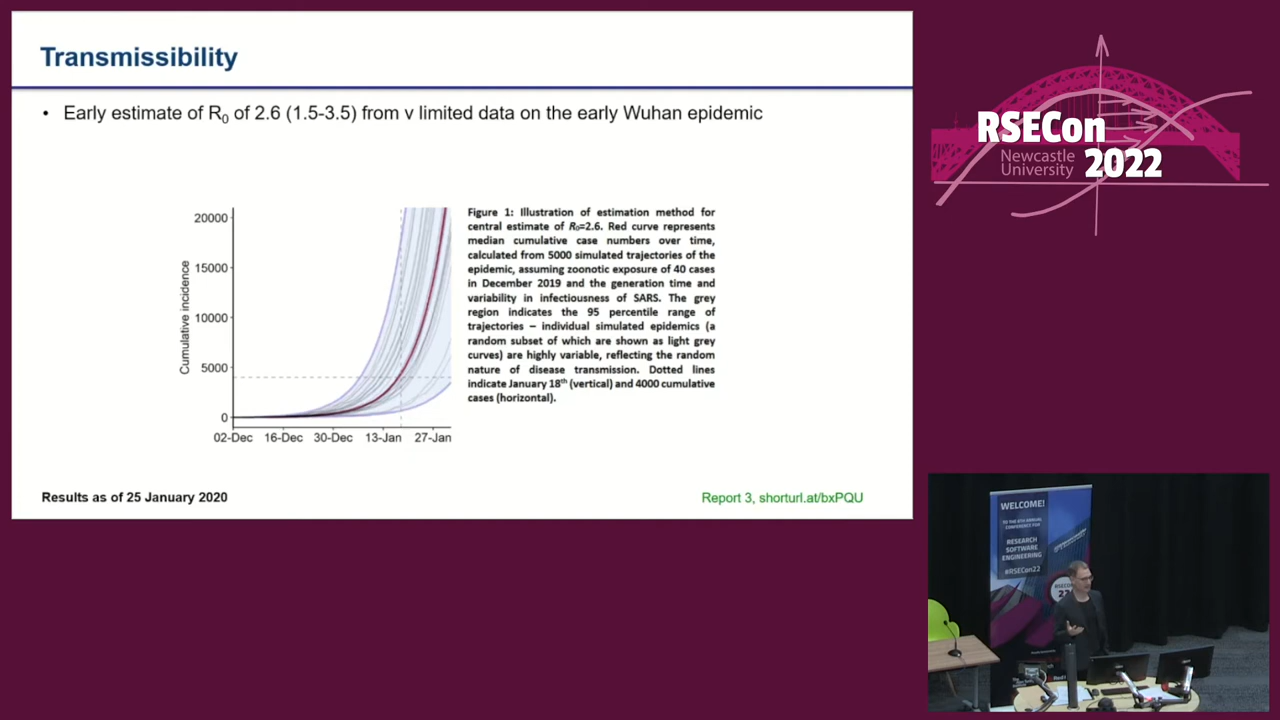 Transmissibility
• Early estimate of R0 of 2.6 (1.5-3.5) from v limited data on the early Wuhan epidemic
20000
15000
10000
5000
0
Cumulative incidence
02-Dec 16-Dec 30-Dec 13-Jan 27-Jan
Figure 1: Illustration of estimation method for
central estimate of R0=2.6. Red curve represents
median cumulative case numbers over time,
calculated from 5000 simulated trajectories of the
epidemic, assuming zoonotic exposure of 40 cases
in December 2019 and the generation time and
variability in infectiousness of SARS. The grey
region indicates the 95 percentile range of
trajectories – individual simulated epidemics (a
random subset of which are shown as light grey
curves) are highly variable, reflecting the random
nature of disease transmission. Dotted lines
indicate January 18th (vertical) and 4000 cumulative
cases (horizontal).
Results as of 25 January 2020
Report 3, shorturl.at/bxPQU
RSECon
Newcastle
University
2022
WELCOME!
TO THE 6TH ANNUAL
CONFERENCE FOR
RESEARCH
SOFTWARE
ENGINEERING
#RSECon22